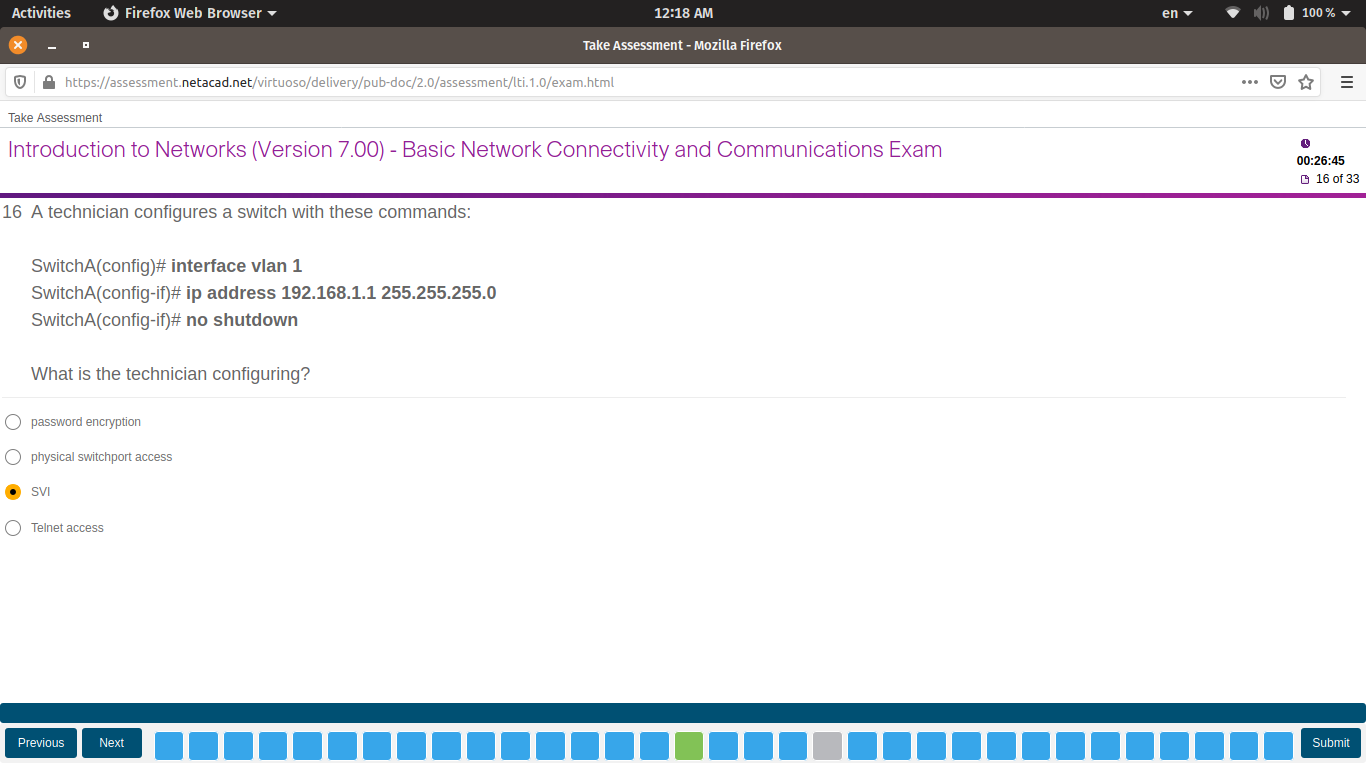 Activities Firefox Web Browser 12:18 AM en 100 %
Take Assessment - Mozilla Firefox
https://assessment.netacad.net/virtuoso/delivery/pub-doc/2.0/assessment/lti.1.0/exam.html
Take Assessment
Introduction to Networks (Version 7.00) - Basic Network Connectivity and Communications Exam
00:26:45
16 of 33
16 A technician configures a switch with these commands:
SwitchA(config)# interface vlan 1
SwitchA(config-if)# ip address 192.168.1.1 255.255.255.0
SwitchA(config-if)# no shutdown
What is the technician configuring?
password encryption
physical switchport access
SVI
Telnet access
Previous Next Submit